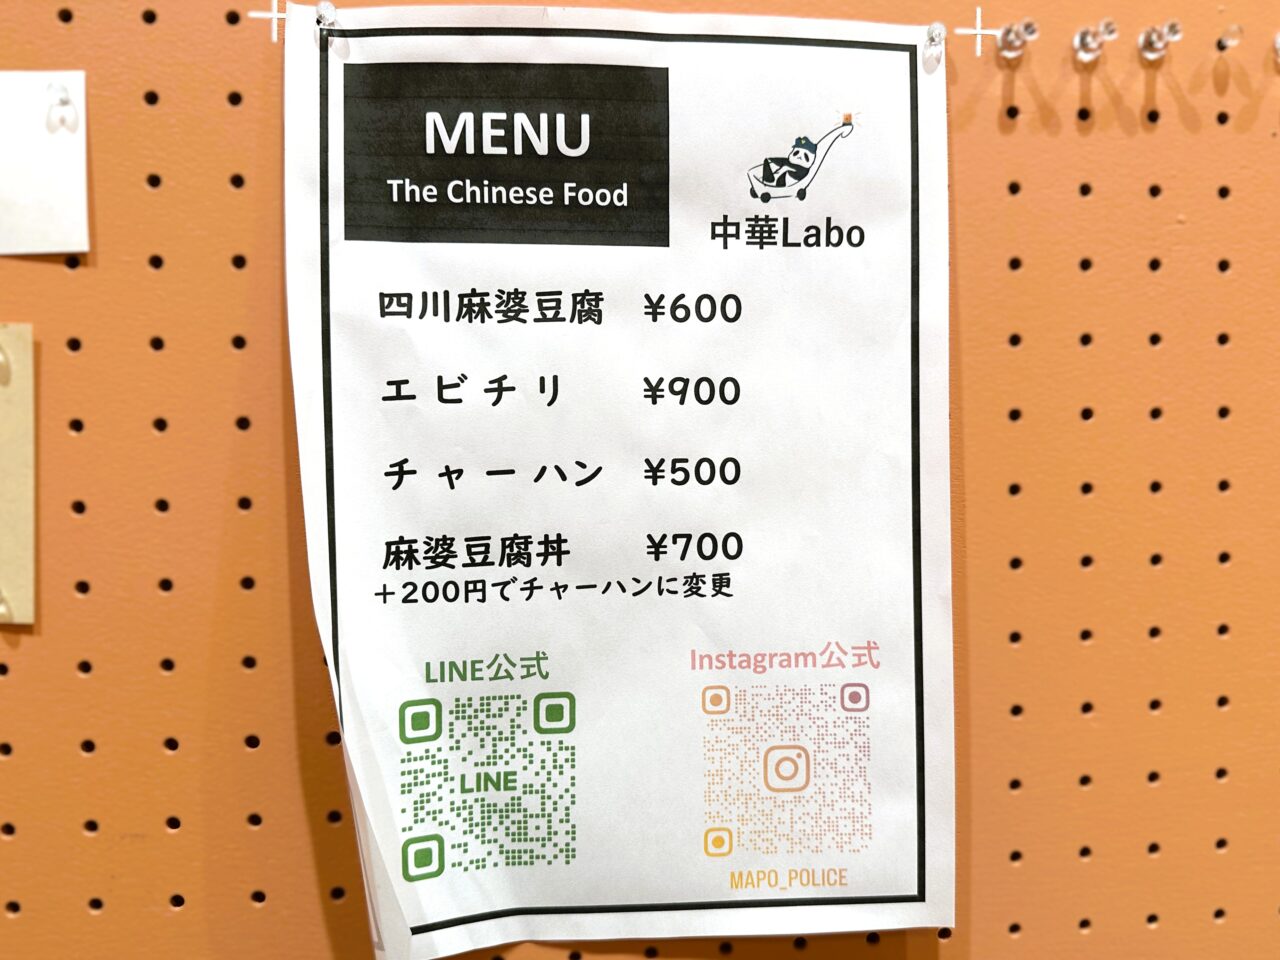 MENU
The Chinese Food
中華Labo
四川麻婆豆腐 ¥600
エビチリ ¥900
チャーハン ¥500
麻婆豆腐丼 ¥700
+200円でチャーハンに変更
LINE公式
Instagram公式
LINE
MAPO_POLICE